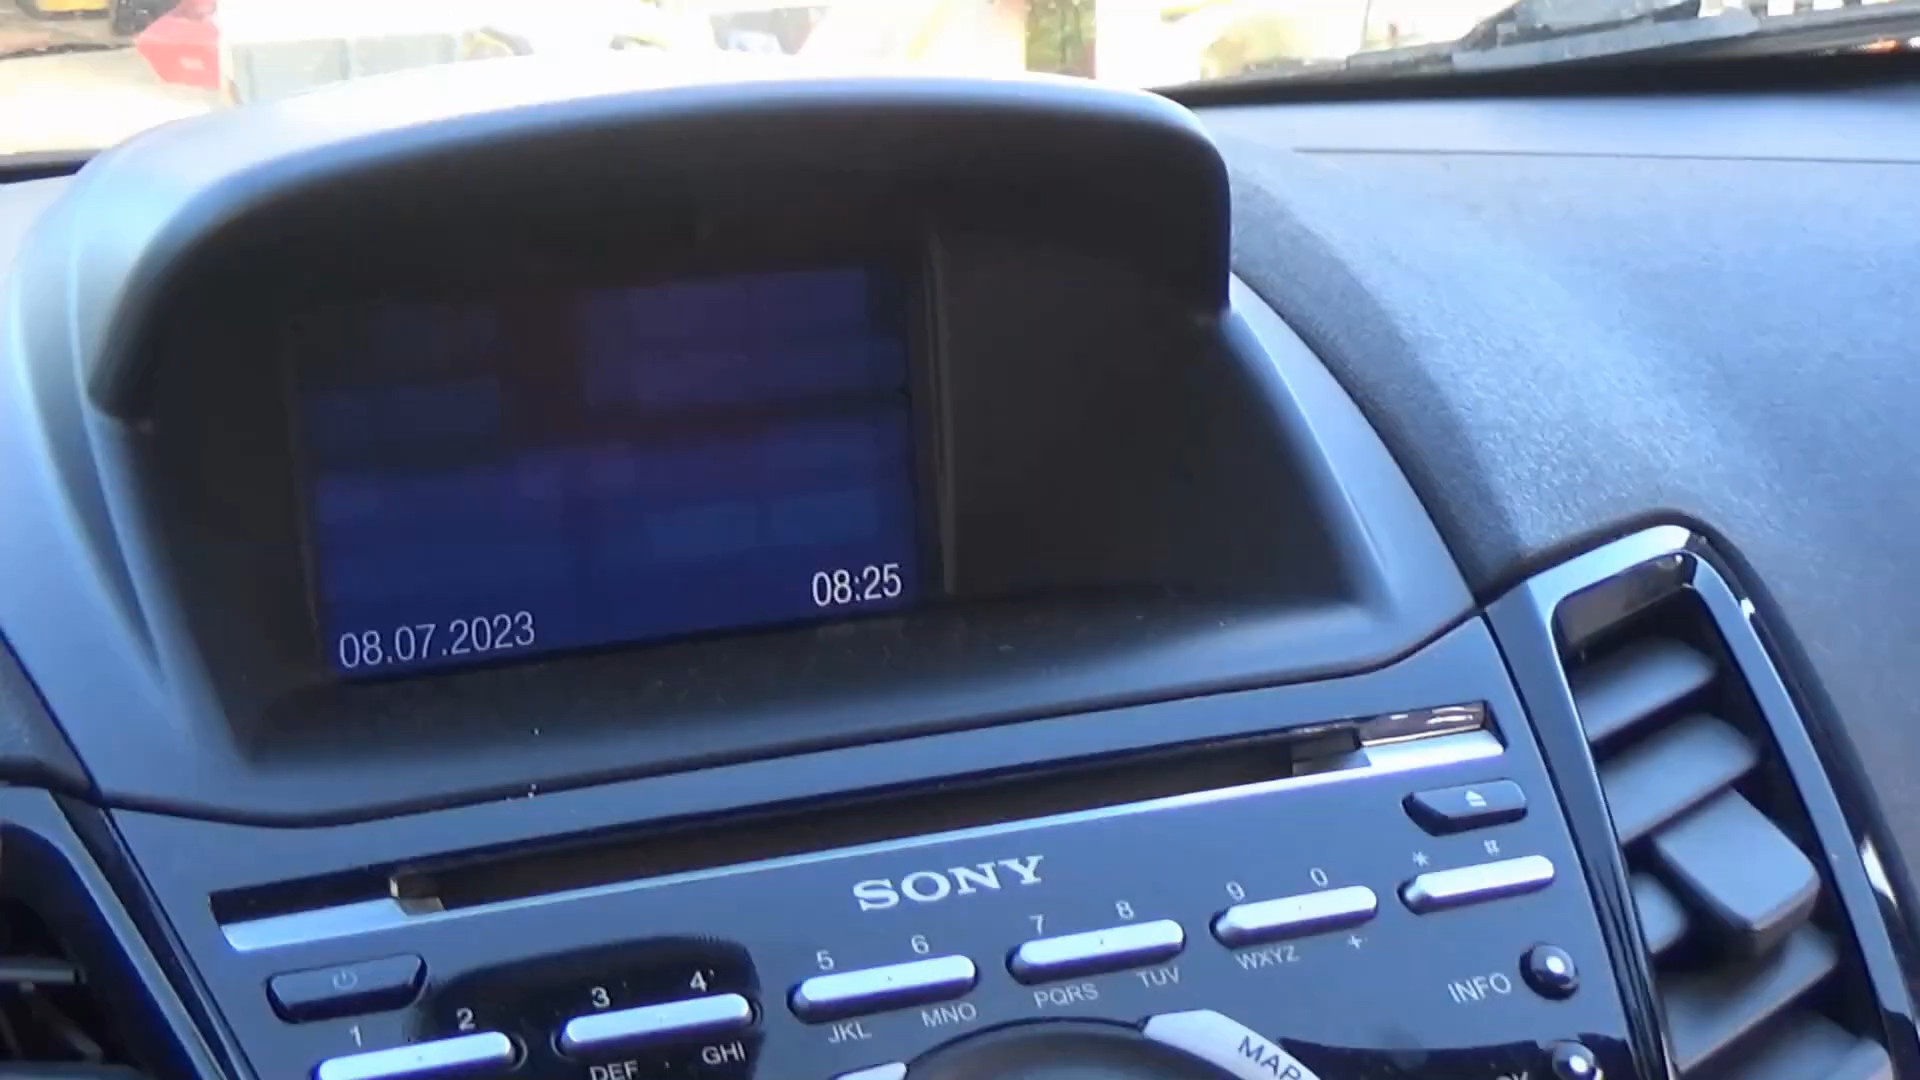 08:25
08.07.2023
SONY
* #
9 0
7 8
5 6
3 4
1 2
WXYZ +
PQRS TUV
JKL MNO
DEF GHI
INFO
MAP